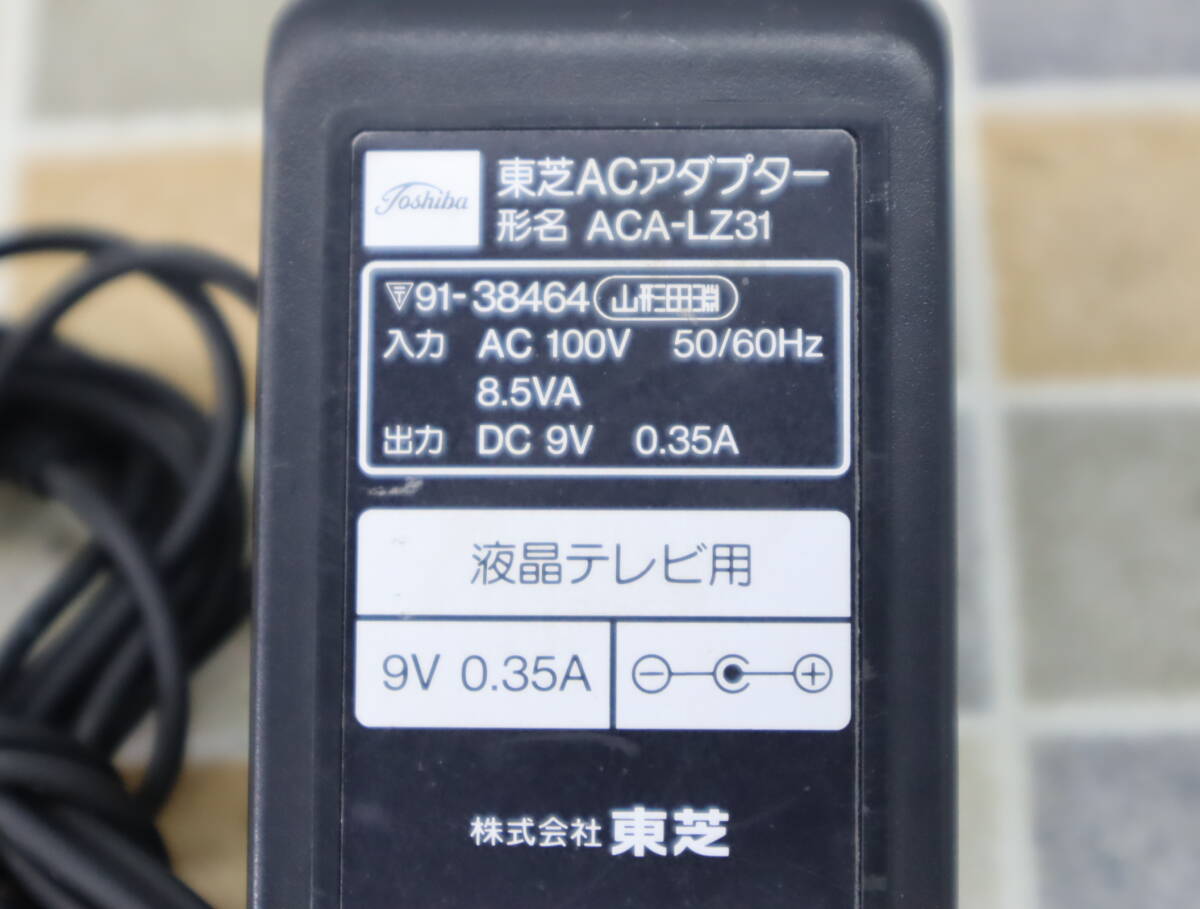 Toshiba
東芝ACアダプター
形名 ACA-LZ31
〒91-38464 山形田淵
入力 AC 100V 50/60Hz
8.5VA
出力 DC 9V 0.35A
液晶テレビ用
9V 0.35A
株式会社 東芝